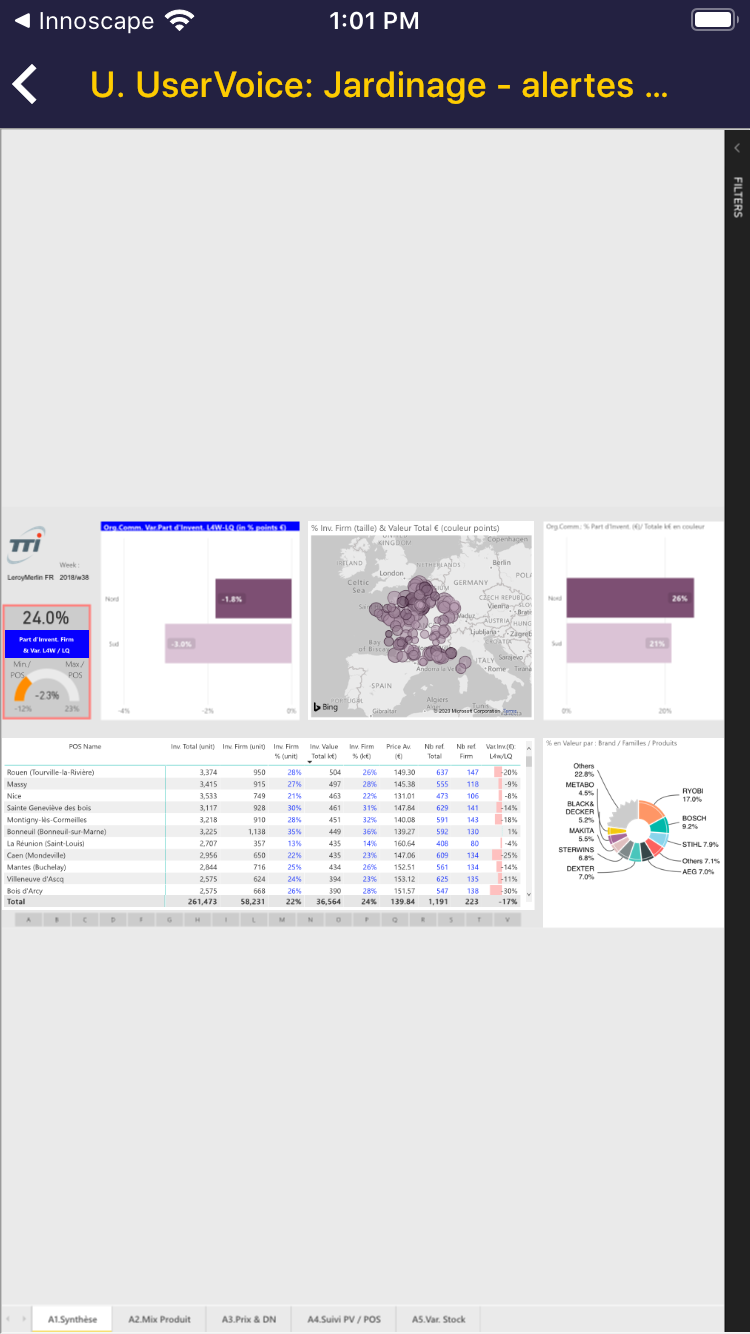 Innoscape
1:01 PM
U. UserVoice: Jardinage - alertes ...
FILTERS
TTI
Week :
LeroyMerlin FR 2018/w38
24.0%
Part d'Invent. Firm
& Var. L4W / LQ
Min./
POS
Max./
POS
-2.3%
-12%
23%
Org.Comm. Var.Part d'Invent. L4W-LQ (in % points €)
Nord
-1.8%
Sud
-3.0%
-4%
-2%
0%
% Inv. Firm (taille) & Valeur Total € (couleur points)
UNITED
KINGDOM
Copenhagen
IRELAND
NETHERLANDS
Berlin
London
POL
Celtic
Sea
GERMANY
CZECH REPUBLIC
Vienna
Vaduz
AUSTRIA
HUNG
Ljubljana
Zagreb
Bay
of Biscay
CROATIA
ITALY
Sarajevo
Andorra la Ve
Rome
Tirana
SPAIN
PORTUGAL
Algiers
Gibraltar
Bing
© 2023 Microsoft Corporation Terms
Org.Comm. % Part d'Invent. (€)/ Totale k€ en couleur
Nord
26%
Sud
21%
0%
20%
POS Name Inv. Total (unit) Inv. Firm (unit) Inv. Firm % (unit) Inv. Value Total k€) Inv. Firm % (k€) Price Av. (€) Nb ref. Total Nb ref. Firm Var.Inv.(€) L4w/LQ
Rouen (Tourville-la-Rivière) 3,374 950 28% 504 26% 149.30 637 147 -20%
Massy 3,415 915 27% 497 28% 145.38 555 118 -9%
Nice 3,533 749 21% 463 22% 131.01 473 106 -8%
Sainte Geneviève des bois 3,117 928 30% 461 31% 147.84 629 141 -14%
Montigny-lès-Cormeilles 3,218 910 28% 451 32% 140.08 591 143 -18%
Bonneuil (Bonneuil-sur-Marne) 3,225 1,138 35% 449 36% 139.27 592 130 1%
La Réunion (Saint-Louis) 2,707 357 13% 435 14% 160.64 408 80 -4%
Caen (Mondeville) 2,956 650 22% 435 23% 147.06 609 134 -25%
Mantes (Buchelay) 2,844 716 25% 434 26% 152.51 561 134 -14%
Villeneuve d'Ascq 2,575 624 24% 394 23% 153.12 625 135 -11%
Bois d'Arcy 2,575 668 26% 390 28% 151.57 547 138 -30%
Total 261,473 58,231 22% 36,564 24% 139.84 1,191 223 -17%
A B C D F G H I L M N O P Q R S T V
% en Valeur par : Brand / Familles / Produits
Others
22.8%
METABO
4.5%
BLACK&
DECKER
5.2%
MAKITA
5.5%
STERWINS
6.8%
DEXTER
7.0%
RYOBI
17.0%
BOSCH
9.2%
STIHL 7.9%
Others 7.1%
AEG 7.0%
A1.Synthèse
A2.Mix Produit
A3.Prix & DN
A4.Suivi PV / POS
A5.Var. Stock